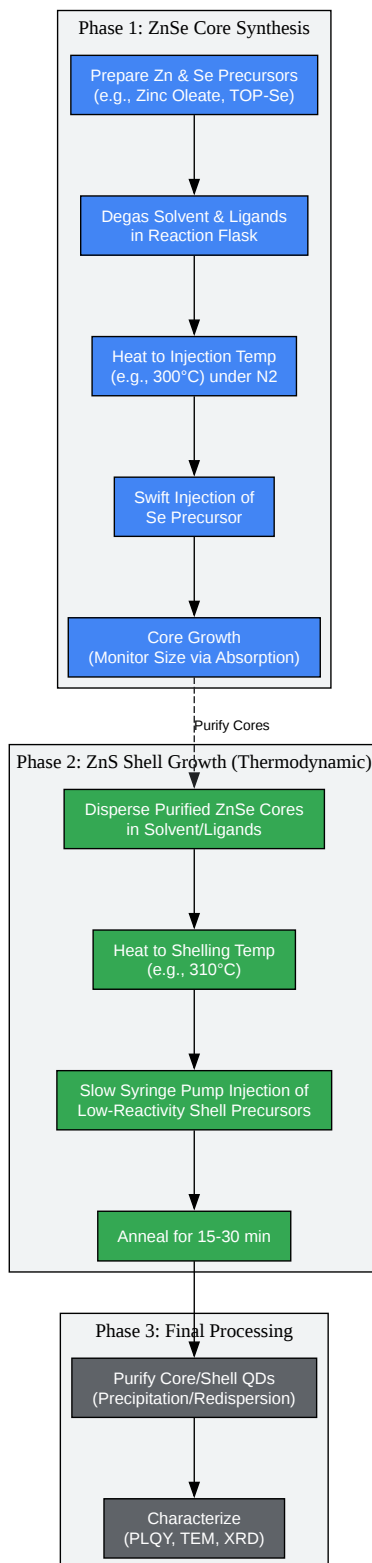 Phase 1: ZnSe Core Synthesis
Prepare Zn & Se Precursors
(e.g., Zinc Oleate, TOP-Se)
Degas Solvent & Ligands
in Reaction Flask
Heat to Injection Temp
(e.g., 300°C) under N2
Swift Injection of
Se Precursor
Core Growth
(Monitor Size via Absorption)
Purify Cores
Phase 2: ZnS Shell Growth (Thermodynamic)
Disperse Purified ZnSe Cores
in Solvent/Ligands
Heat to Shelling Temp
(e.g., 310°C)
Slow Syringe Pump Injection of
Low-Reactivity Shell Precursors
Anneal for 15-30 min
Phase 3: Final Processing
Purify Core/Shell QDs
(Precipitation/Redispersion)
Characterize
(PLQY, TEM, XRD)